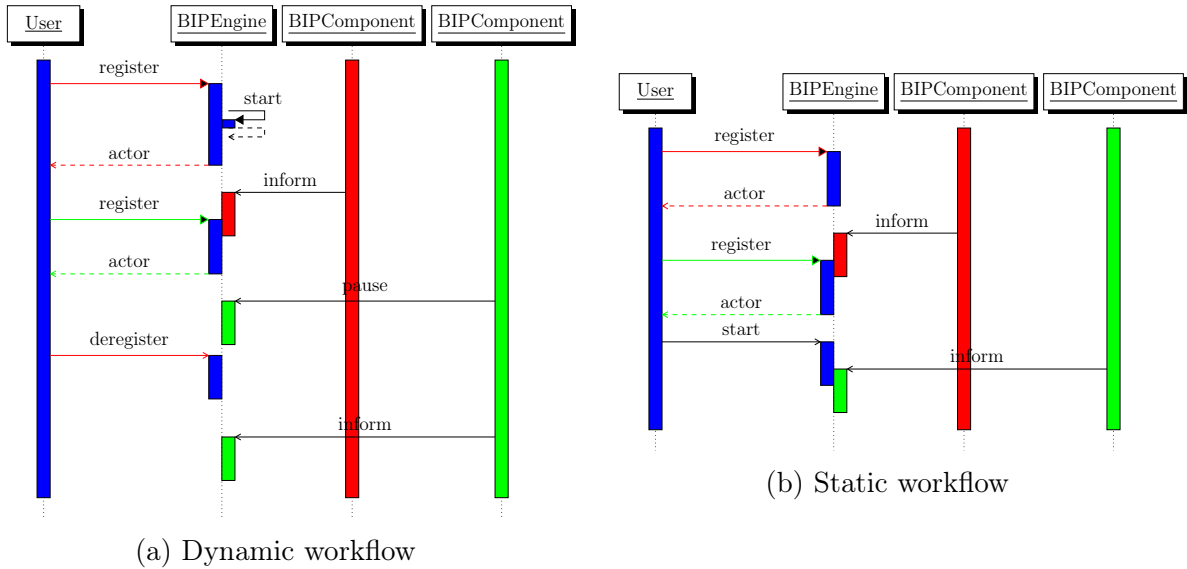 User
BIPEngine
BIPComponent
BIPComponent
register
start
actor
inform
register
actor
pause
deregister
inform
(a) Dynamic workflow
User
BIPEngine
BIPComponent
BIPComponent
register
actor
inform
register
actor
start
inform
(b) Static workflow